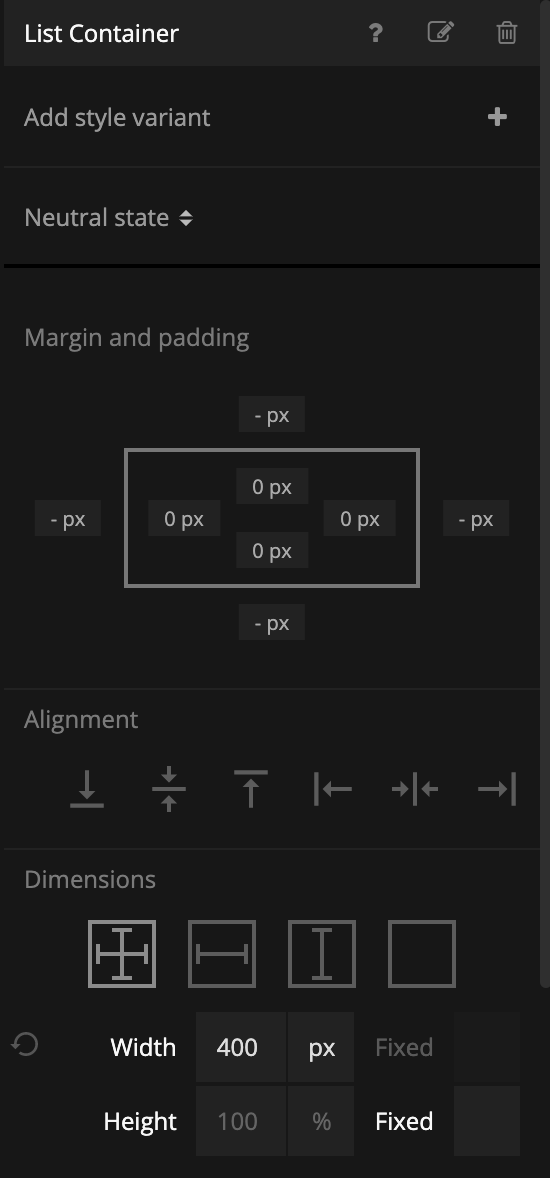 List Container ?
Add style variant
Neutral state
Margin and padding
- px
0 px
- px 0 px 0 px - px
0 px
- px
Alignment
Dimensions
Width 400 px Fixed
Height 100 % Fixed